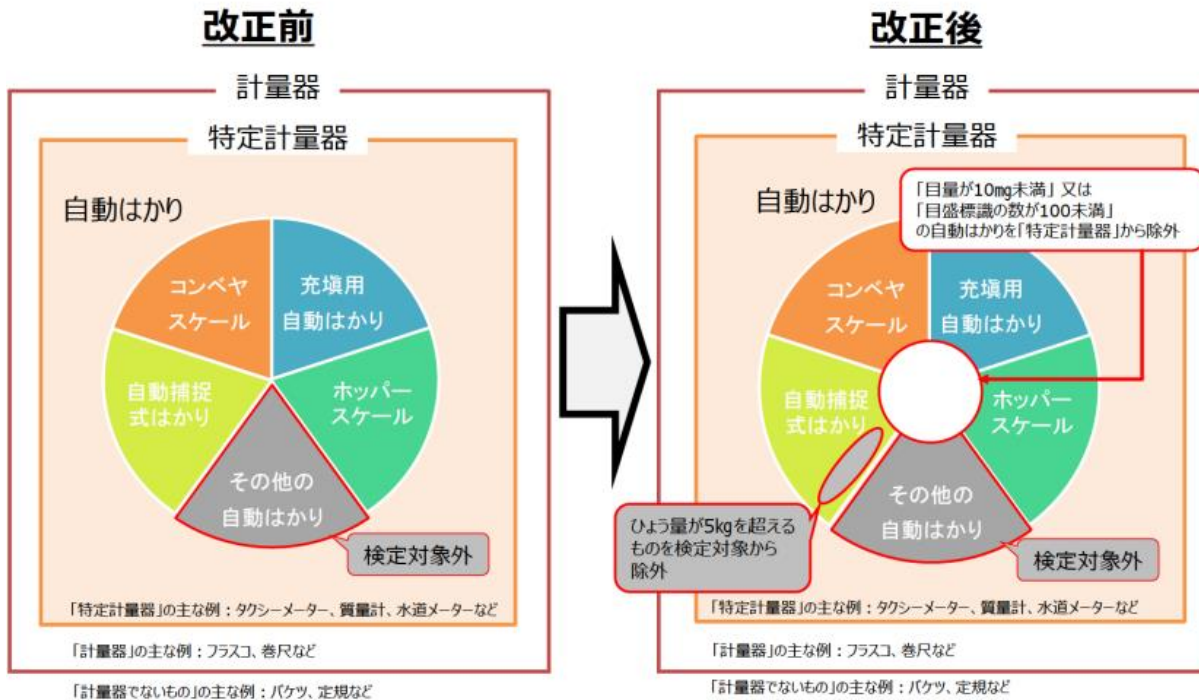 改正前
計量器
特定計量器
自動はかり
コンベヤ
スケール
充塡用
自動はかり
自動捕捉
式はかり
ホッパー
スケール
その他の
自動はかり
検定対象外
「特定計量器」の主な例：タクシーメーター、質量計、水道メーターなど
「計量器」の主な例：フラスコ、巻尺など
「計量器でないもの」の主な例：バケツ、定規など
改正後
計量器
特定計量器
自動はかり
「目量が10mg未満」又は
「目盛標識の数が100未満」
の自動はかりを「特定計量器」から除外
コンベヤ
スケール
充塡用
自動はかり
自動捕捉
式はかり
ホッパー
スケール
その他の
自動はかり
ひょう量が5kgを超える
ものを検定対象から
除外
検定対象外
「特定計量器」の主な例：タクシーメーター、質量計、水道メーターなど
「計量器」の主な例：フラスコ、巻尺など
「計量器でないもの」の主な例：バケツ、定規など